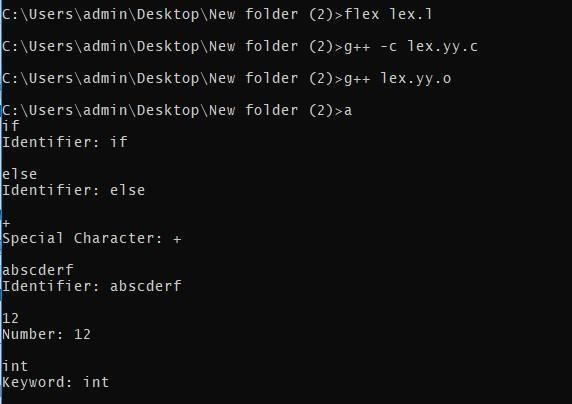 C:\Users\admin\Desktop\New folder (2)>flex lex.l
C:\Users\admin\Desktop\New folder (2)>g++ -c lex.yy.c
C:\Users\admin\Desktop\New folder (2)>g++ lex.yy.o
C:\Users\admin\Desktop\New folder (2)>a
if
Identifier: if
else
Identifier: else
+
Special Character: +
abscderf
Identifier: abscderf
12
Number: 12
int
Keyword: int